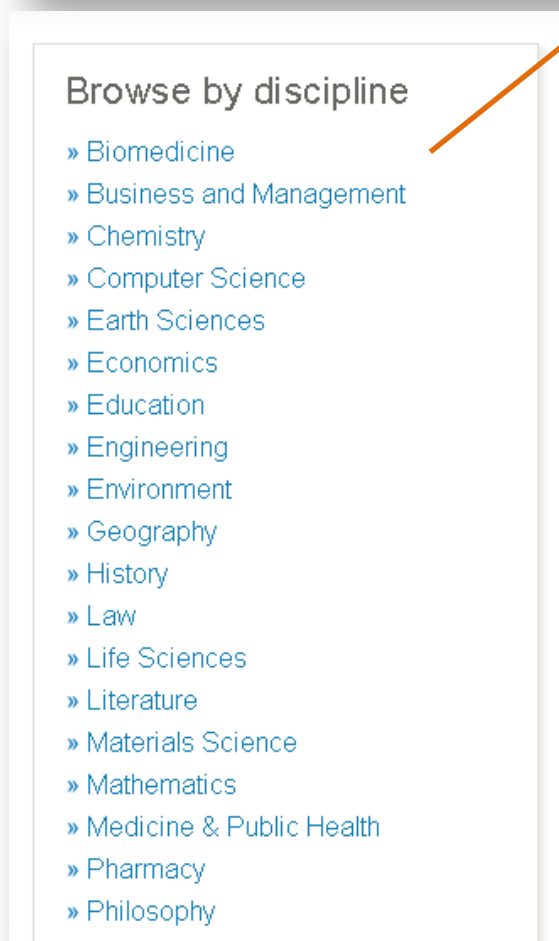 Browse by discipline
» Biomedicine
» Business and Management
» Chemistry
» Computer Science
» Earth Sciences
» Economics
» Education
» Engineering
» Environment
» Geography
» History
» Law
» Life Sciences
» Literature
» Materials Science
» Mathematics
» Medicine & Public Health
» Pharmacy
» Philosophy